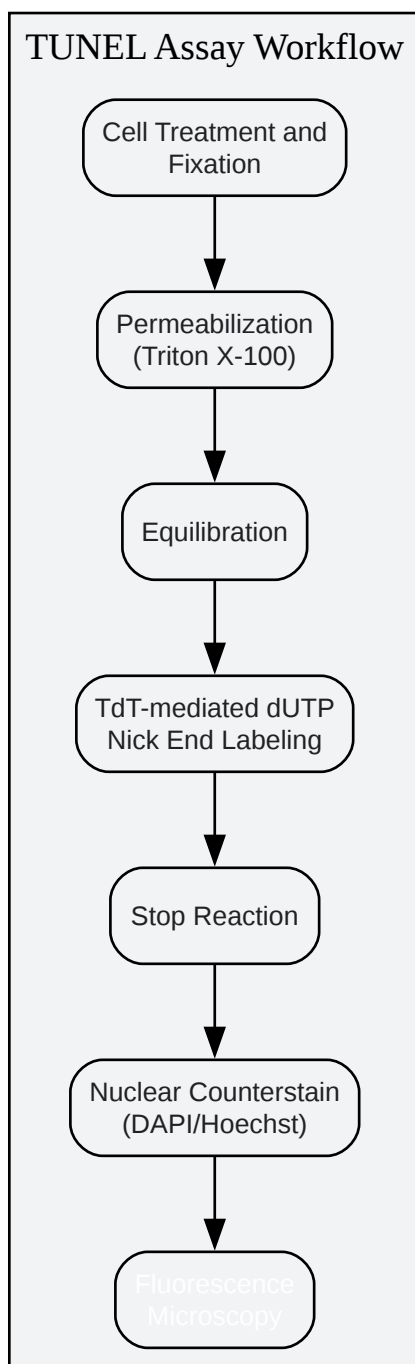 TUNEL Assay Workflow
Cell Treatment and
Fixation
Permeabilization
(Triton X-100)
Equilibration
TdT-mediated dUTP
Nick End Labeling
Stop Reaction
Nuclear Counterstain
(DAPI/Hoechst)
Fluorescence
Microscopy